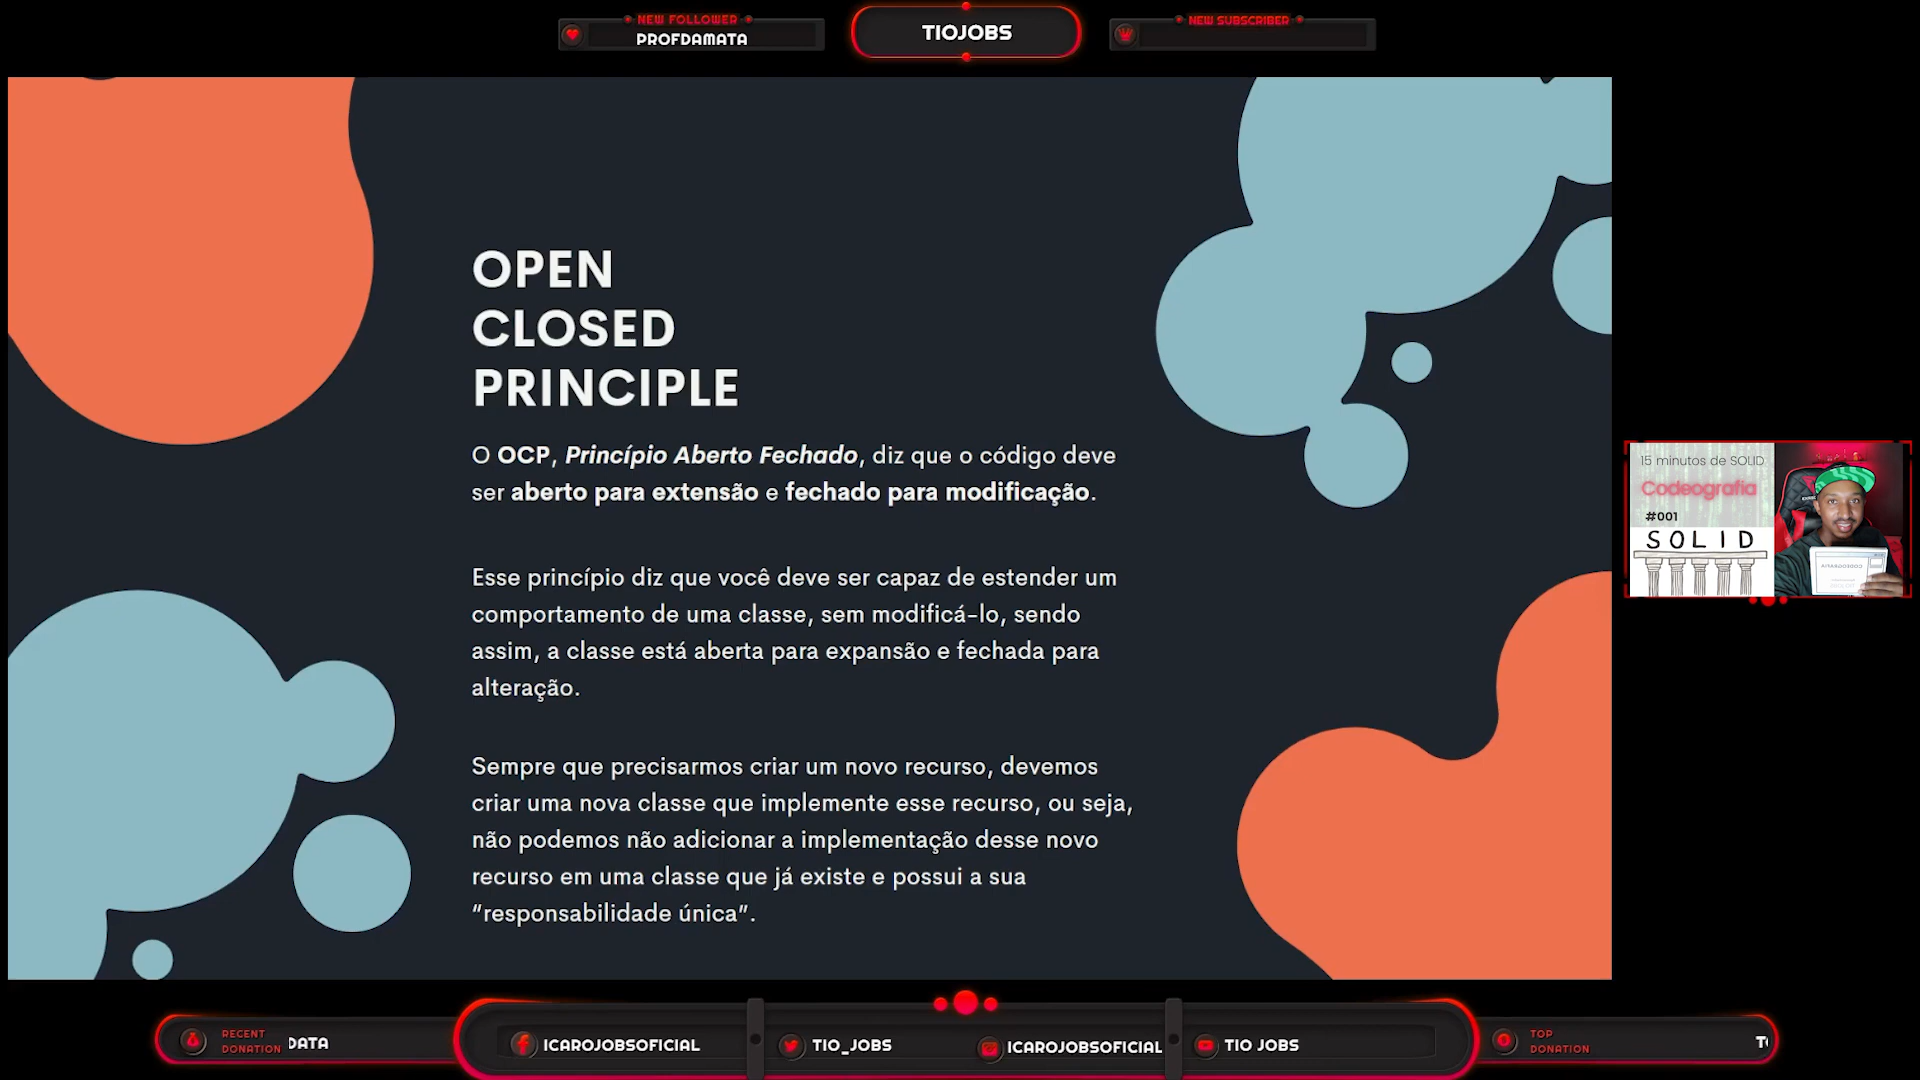 NEW FOLLOWER
PROFDAMATA
TIOJOBS
NEW SUBSCRIBER
OPEN
CLOSED
PRINCIPLE
O OCP, Princípio Aberto Fechado, diz que o código deve
ser aberto para extensão e fechado para modificação.
Esse princípio diz que você deve ser capaz de estender um
comportamento de uma classe, sem modificá-lo, sendo
assim, a classe está aberta para expansão e fechada para
alteração.
Sempre que precisarmos criar um novo recurso, devemos
criar uma nova classe que implemente esse recurso, ou seja,
não podemos não adicionar a implementação desse novo
recurso em uma classe que já existe e possui a sua
“responsabilidade única”.
15 minutos de SOLID
Codeografia
#001
SOLID
CODEOGRAFIA
RECENT
DONATION
DATA
ICAROJOBSOFICIAL
TIO_JOBS
ICAROJOBSOFICIAL
TIO JOBS
TOP
DONATION